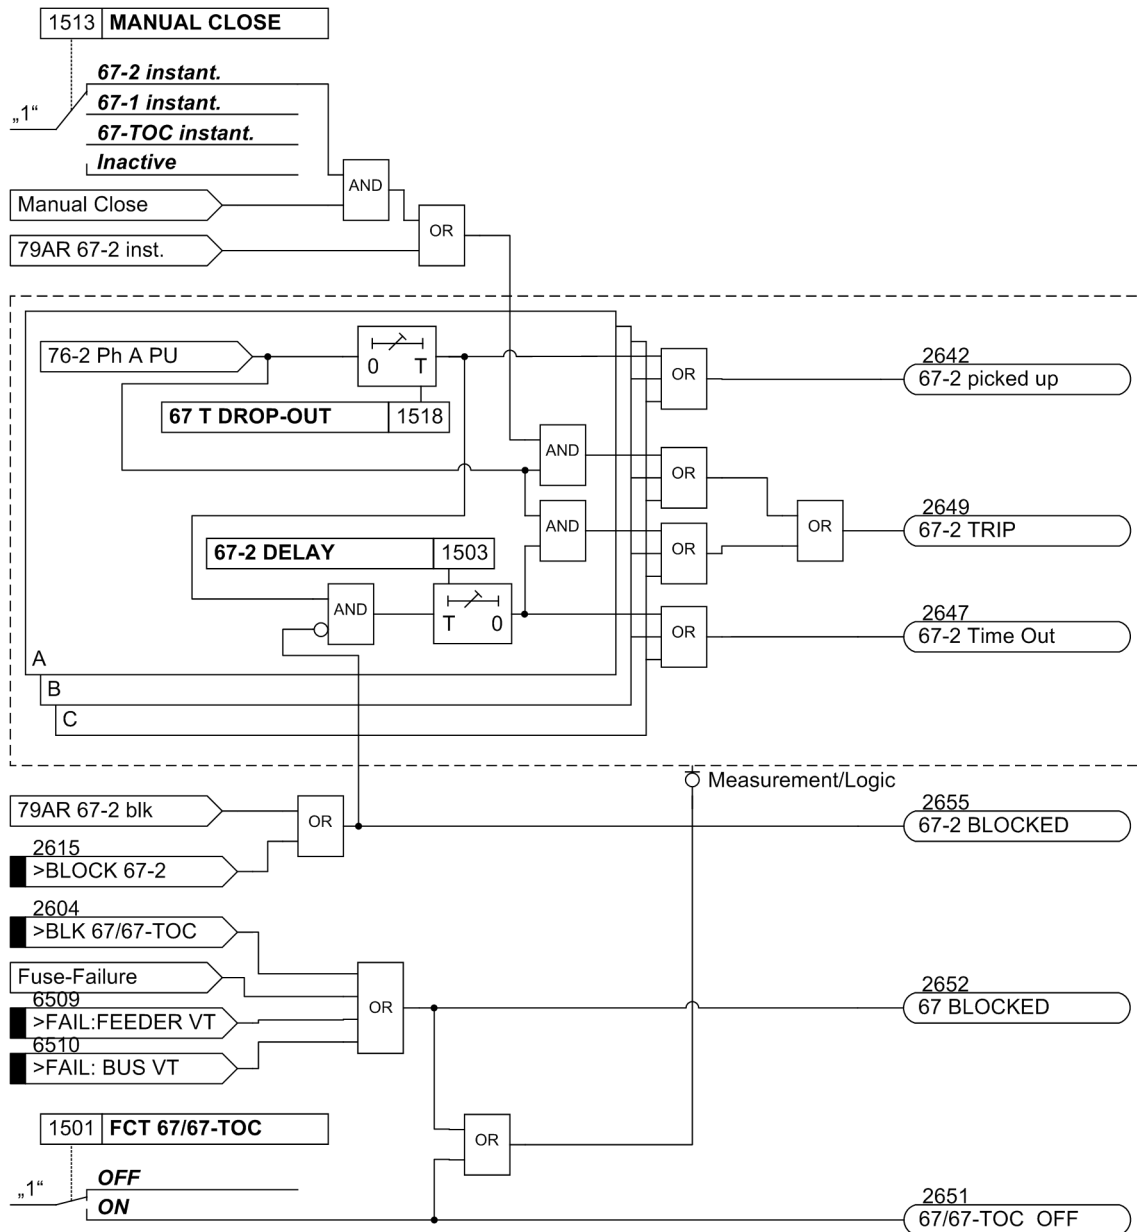 1513 MANUAL CLOSE
67-2 instant.
„1“
67-1 instant.
67-TOC instant.
Inactive
AND
Manual Close
OR
79AR 67-2 inst.
76-2 Ph A PU
0 T
67 T DROP-OUT 1518
OR
2642
67-2 picked up
AND
OR
AND
OR
OR
2649
67-2 TRIP
67-2 DELAY 1503
AND
T 0
OR
2647
67-2 Time Out
A
B
C
Measurement/Logic
79AR 67-2 blk
OR
2655
67-2 BLOCKED
2615
>BLOCK 67-2
2604
>BLK 67/67-TOC
Fuse-Failure
6509
>FAIL:FEEDER VT
OR
2652
67 BLOCKED
6510
>FAIL: BUS VT
1501 FCT 67/67-TOC
OR
OFF
„1“
ON
2651
67/67-TOC OFF